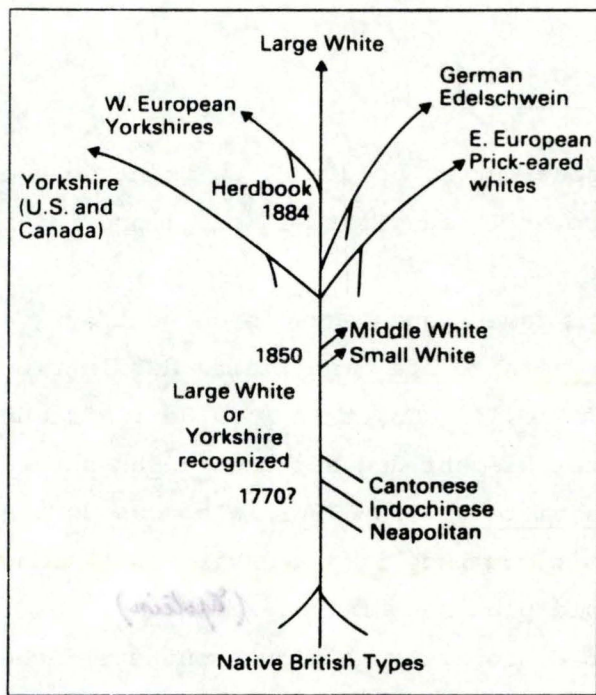 Large White
German
Edelschwein
W. European
Yorkshires
E. European
Prick-eared
whites
Yorkshire
(U.S. and
Canada)
Herdbook
1884
Middle White
1850
Small White
Large White
or
Yorkshire
recognized
1770?
Cantonese
Indochinese
Neapolitan
(Epstein)
Native British Types